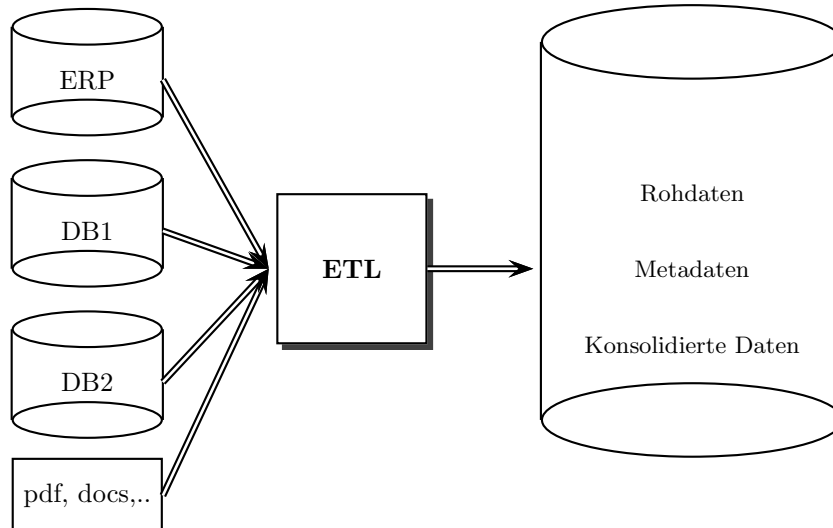 ERP
DB1
DB2
pdf, docs,..
ETL
Rohdaten
Metadaten
Konsolidierte Daten